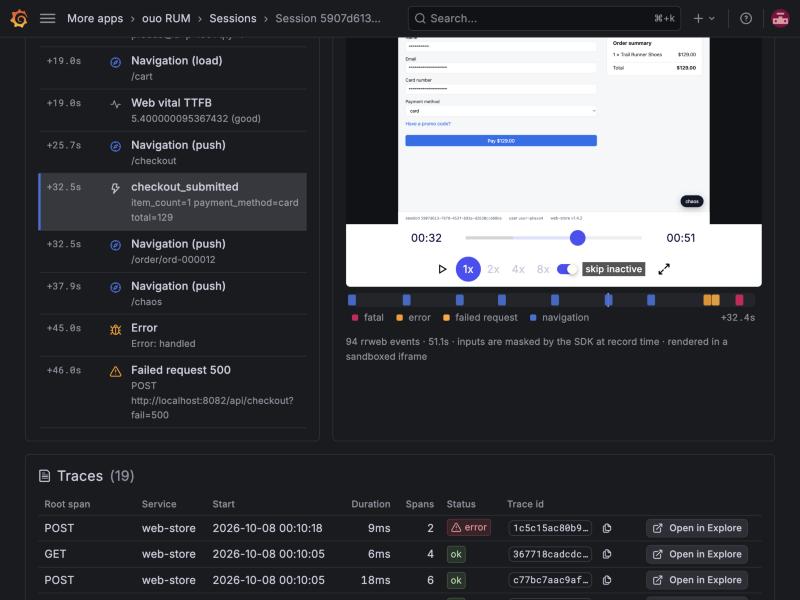 More apps › ouo RUM › Sessions › Session 5907d613...
Search...
⌘+k
+19.0s
Navigation (load)
/cart
+19.0s
Web vital TTFB
5.400000095367432 (good)
+25.7s
Navigation (push)
/checkout
+32.5s
checkout_submitted
item_count=1 payment_method=card
total=129
+32.5s
Navigation (push)
/order/ord-000012
+37.9s
Navigation (push)
/chaos
+45.0s
Error
Error: handled
+46.0s
Failed request 500
POST
http://localhost:8082/api/checkout?
fail=500
Email
Card number
Payment method
card
Have a promo code?
Pay $129.00
Order summary
1 × Trail Runner Shoes $129.00
Total $129.00
chaos
00:32
00:51
1x 2x 4x 8x skip inactive
fatal error failed request navigation +32.4s
94 rrweb events · 51.1s · inputs are masked by the SDK at record time · rendered in a
sandboxed iframe
Traces (19)
Root span Service Start Duration Spans Status Trace id
POST web-store 2026-10-08 00:10:18 9ms 2 error 1c5c15ac80b9… Open in Explore
GET web-store 2026-10-08 00:10:05 6ms 4 ok 367718cadcdc… Open in Explore
POST web-store 2026-10-08 00:10:05 18ms 6 ok c77bc7aac9af… Open in Explore